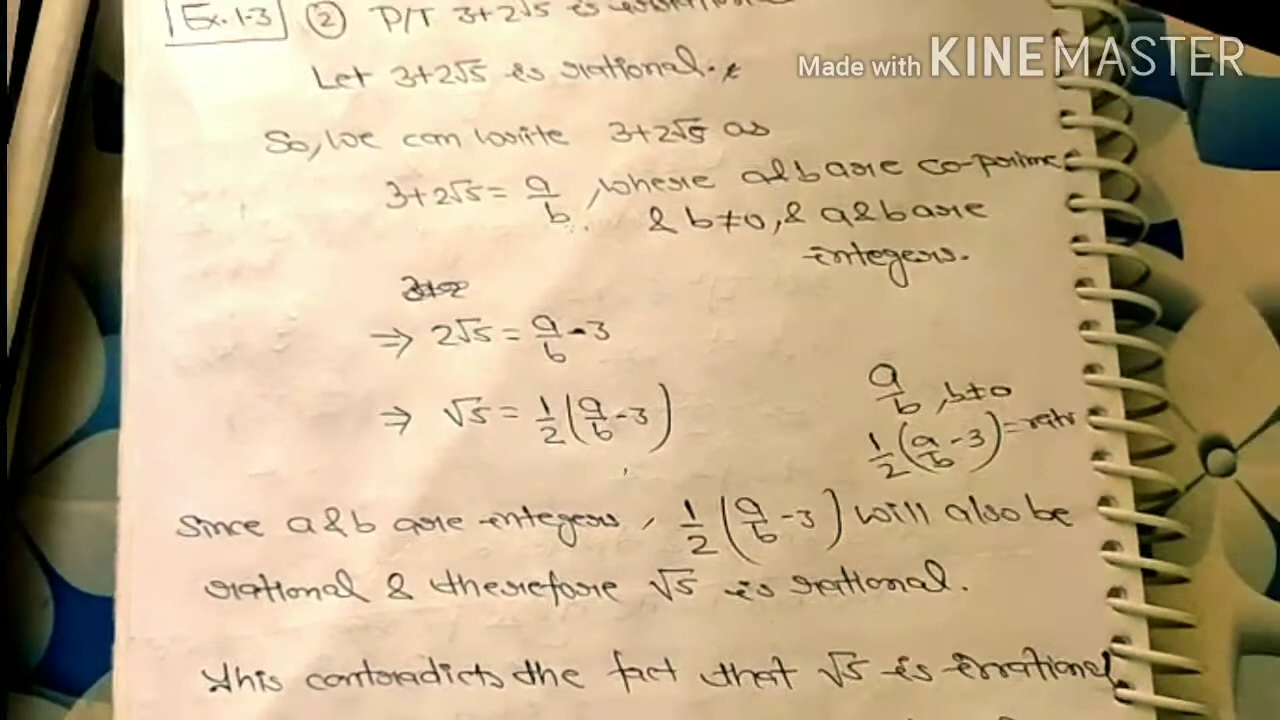 Ex. 1.3 ② P/T 3+2√5 is irrational
Made with KINEMASTER
Let 3+2√5 is rational.
So, we can write 3+2√5 as
3+2√5 = a/b, where a & b are co-prime
& b≠0, & a & b are
integers.
⇒ 2√5 = a/b - 3
⇒ √5 = 1/2(a/b - 3)
a/b, b≠0
1/2(a/b - 3) = ratn
Since a & b are integers, 1/2(a/b - 3) will also be
rational & therefore √5 is rational.
This contradicts the fact that √5 is irrational